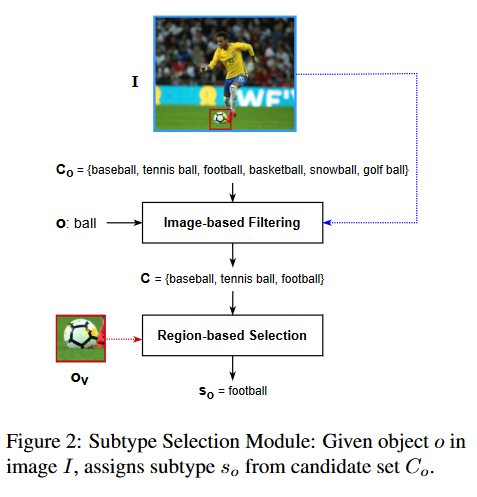 I
WF
C_o = {baseball, tennis ball, football, basketball, snowball, golf ball}
o: ball
Image-based Filtering
C = {baseball, tennis ball, football}
Region-based Selection
o_v
s_o = football
Figure 2: Subtype Selection Module: Given object o in
image I, assigns subtype s_o from candidate set C_o.